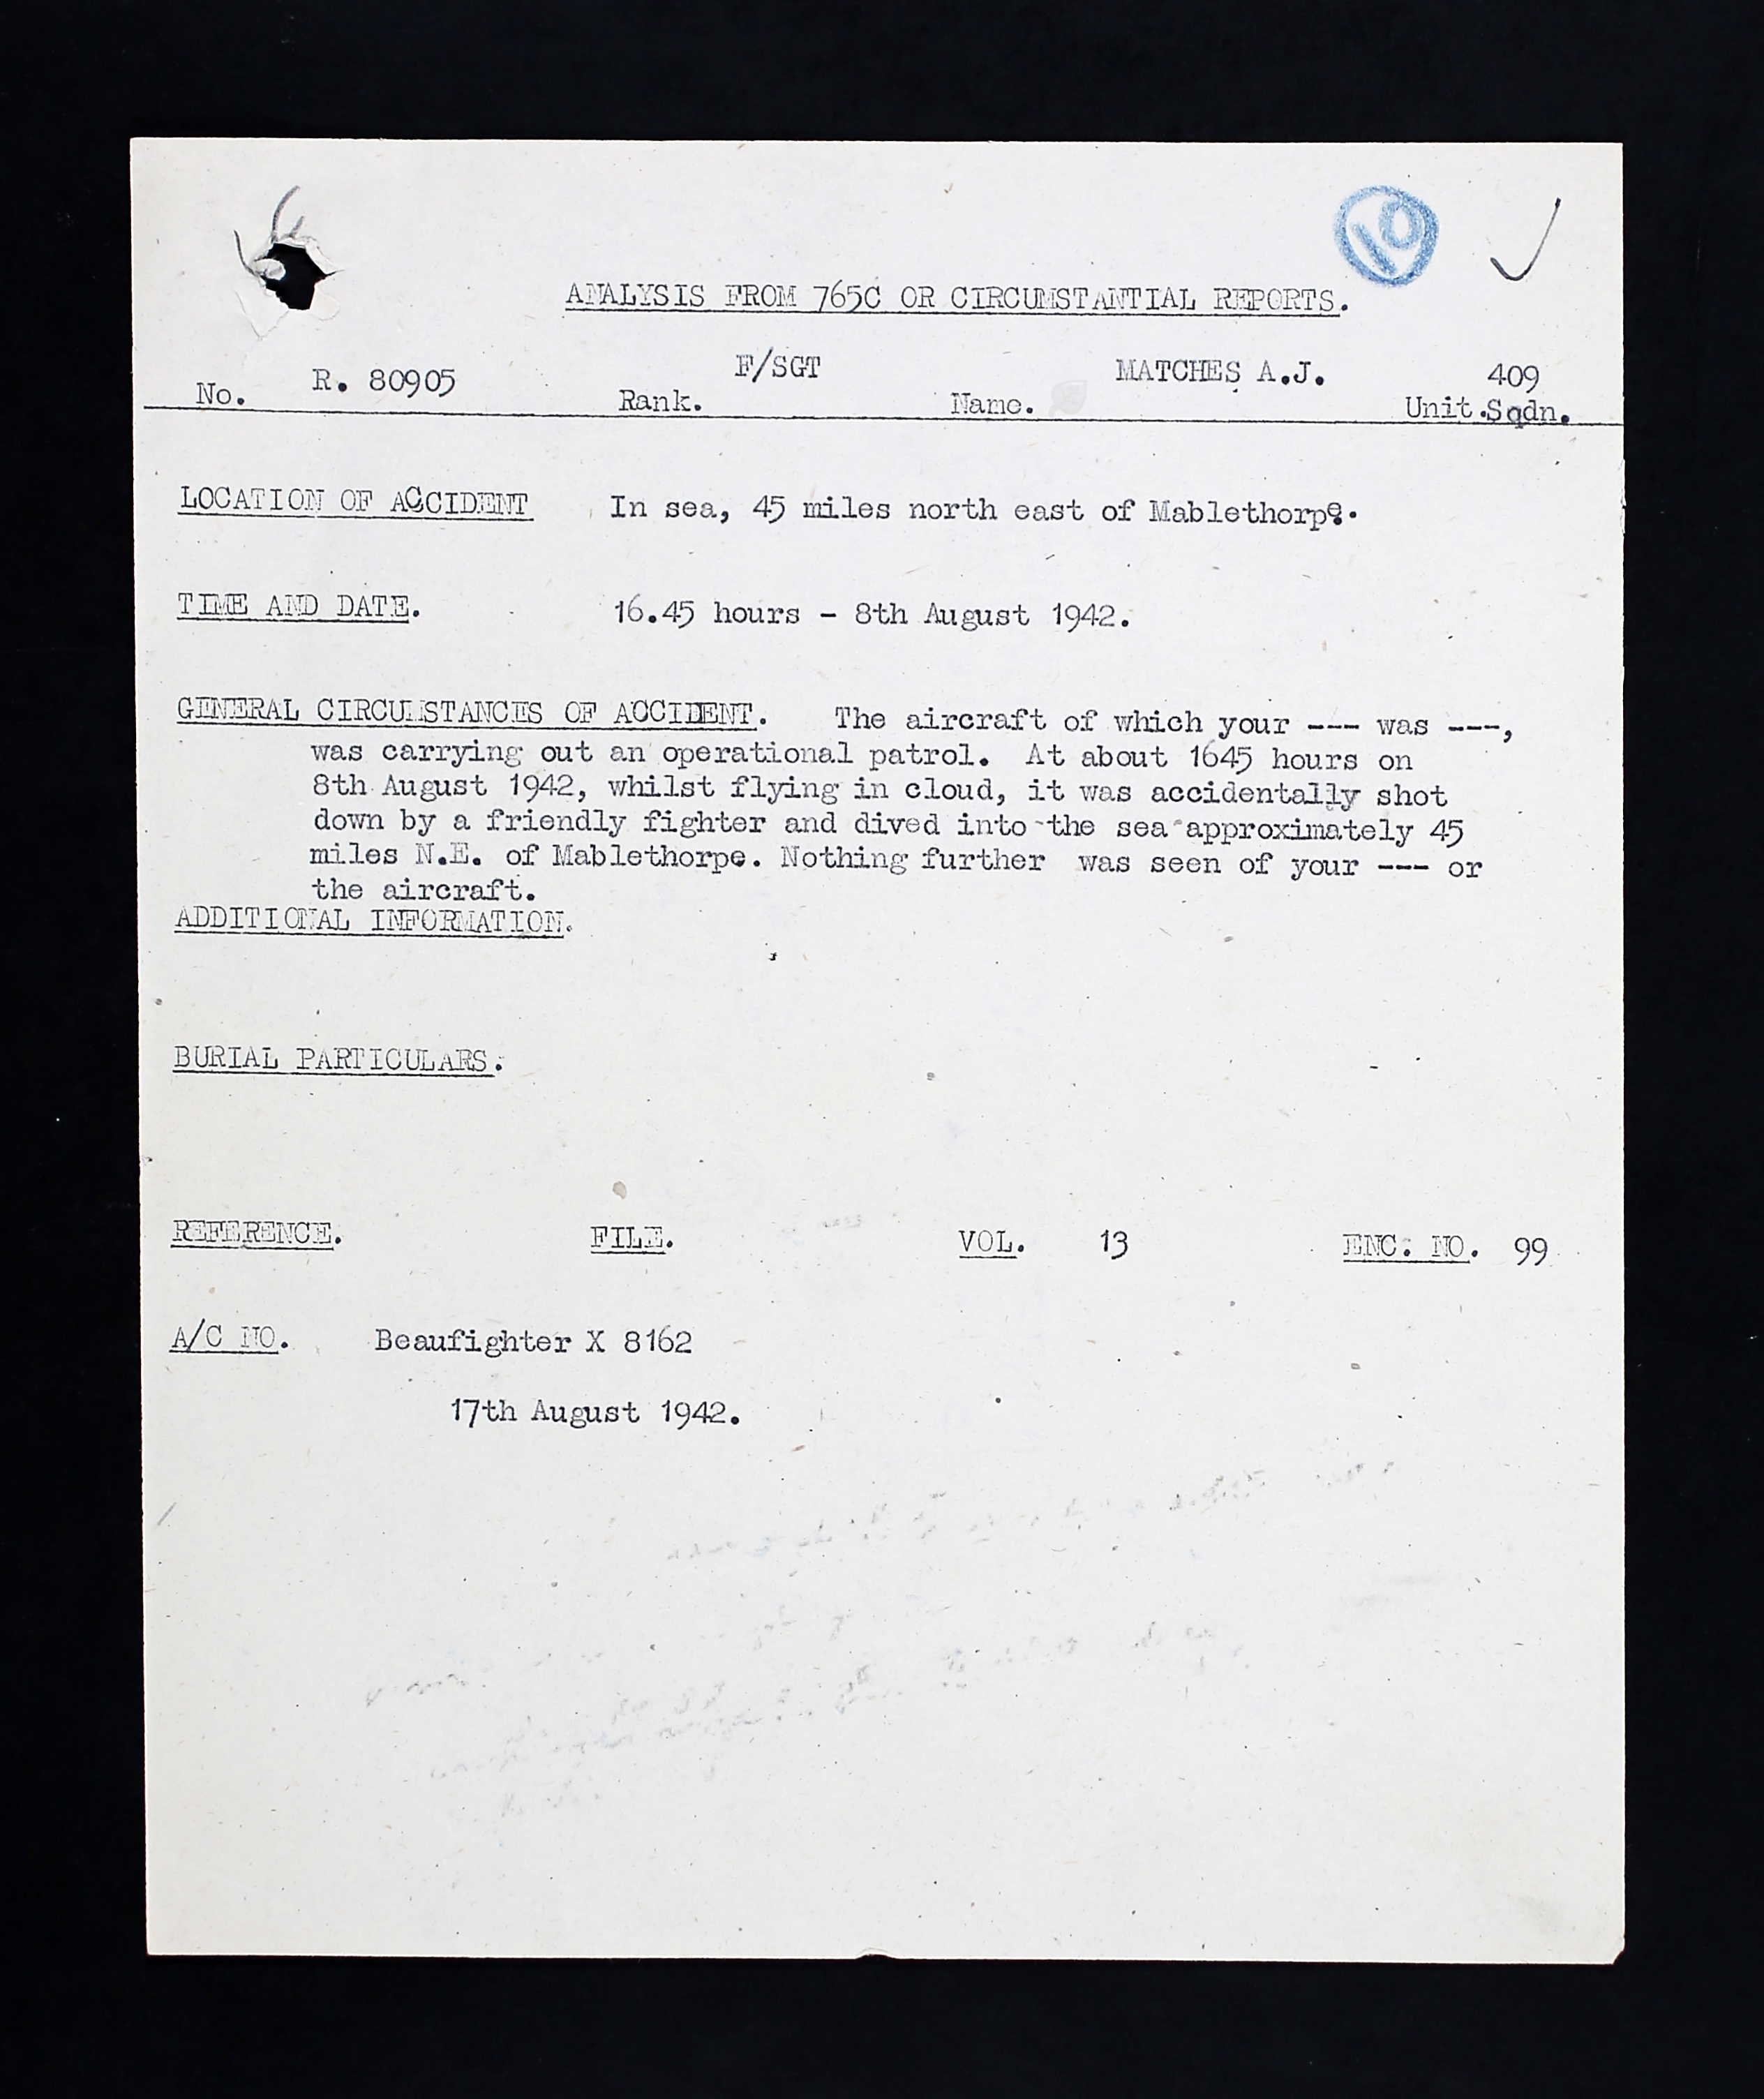 10
ANALYSIS FROM 765C OR CIRCUMSTANTIAL REPORTS.
No. R. 80905 Rank. F/SGT Name. MATCHES A.J. Unit. 409 Sqdn.
LOCATION OF ACCIDENT In sea, 45 miles north east of Mablethorpe.
TIME AND DATE. 16.45 hours - 8th August 1942.
GENERAL CIRCUMSTANCES OF ACCIDENT. The aircraft of which your --- was ---,
was carrying out an operational patrol. At about 1645 hours on
8th August 1942, whilst flying in cloud, it was accidentally shot
down by a friendly fighter and dived into the sea approximately 45
miles N.E. of Mablethorpe. Nothing further was seen of your --- or
the aircraft.
ADDITIONAL INFORMATION.
BURIAL PARTICULARS.
REFERENCE. FILE. VOL. 13 ENC. NO. 99
A/C NO. Beaufighter X 8162
17th August 1942.